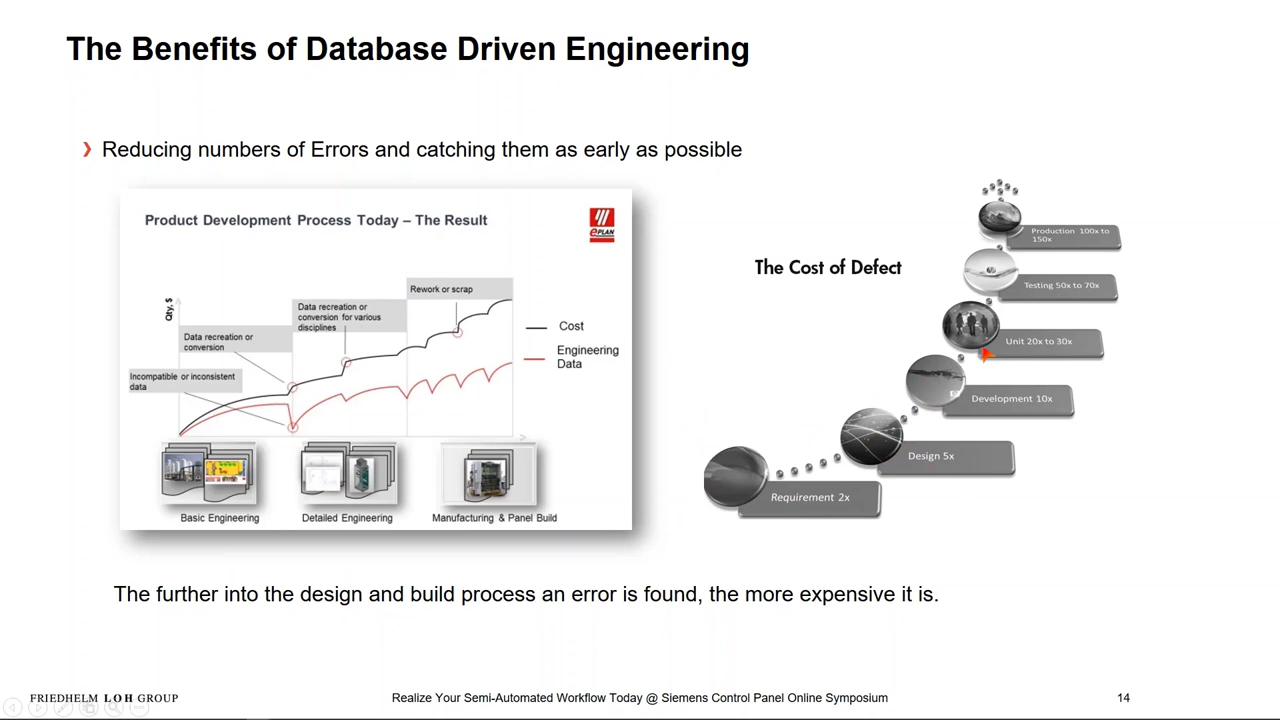 The Benefits of Database Driven Engineering
❯ Reducing numbers of Errors and catching them as early as possible
Product Development Process Today – The Result
ePLAN
Qty, $
Rework or scrap
Data recreation or
conversion for various
disciplines
Data recreation or
conversion
Incompatible or inconsistent
data
Cost
Engineering
Data
Basic Engineering
Detailed Engineering
Manufacturing & Panel Build
The Cost of Defect
Production 100x to
150x
Testing 50x to 70x
Unit 20x to 30x
Development 10x
Design 5x
Requirement 2x
The further into the design and build process an error is found, the more expensive it is.
FRIEDHELM LOH GROUP
Realize Your Semi-Automated Workflow Today @ Siemens Control Panel Online Symposium
14